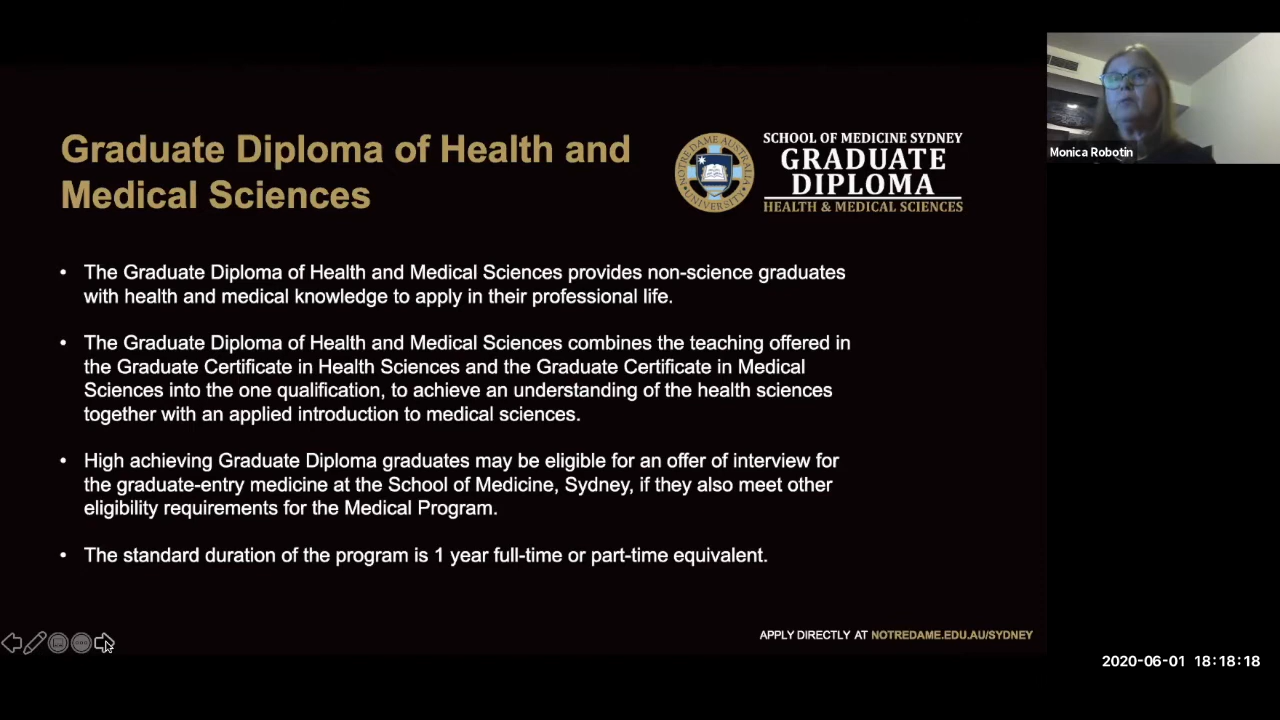 Graduate Diploma of Health and
Medical Sciences
NOTRE DAME AUSTRALIA
UNIVERSITY
SCHOOL OF MEDICINE SYDNEY
GRADUATE
DIPLOMA
HEALTH & MEDICAL SCIENCES
Monica Robotin
• The Graduate Diploma of Health and Medical Sciences provides non-science graduates
with health and medical knowledge to apply in their professional life.
• The Graduate Diploma of Health and Medical Sciences combines the teaching offered in
the Graduate Certificate in Health Sciences and the Graduate Certificate in Medical
Sciences into the one qualification, to achieve an understanding of the health sciences
together with an applied introduction to medical sciences.
• High achieving Graduate Diploma graduates may be eligible for an offer of interview for
the graduate-entry medicine at the School of Medicine, Sydney, if they also meet other
eligibility requirements for the Medical Program.
• The standard duration of the program is 1 year full-time or part-time equivalent.
APPLY DIRECTLY AT NOTREDAME.EDU.AU/SYDNEY
2020-06-01 18:18:18